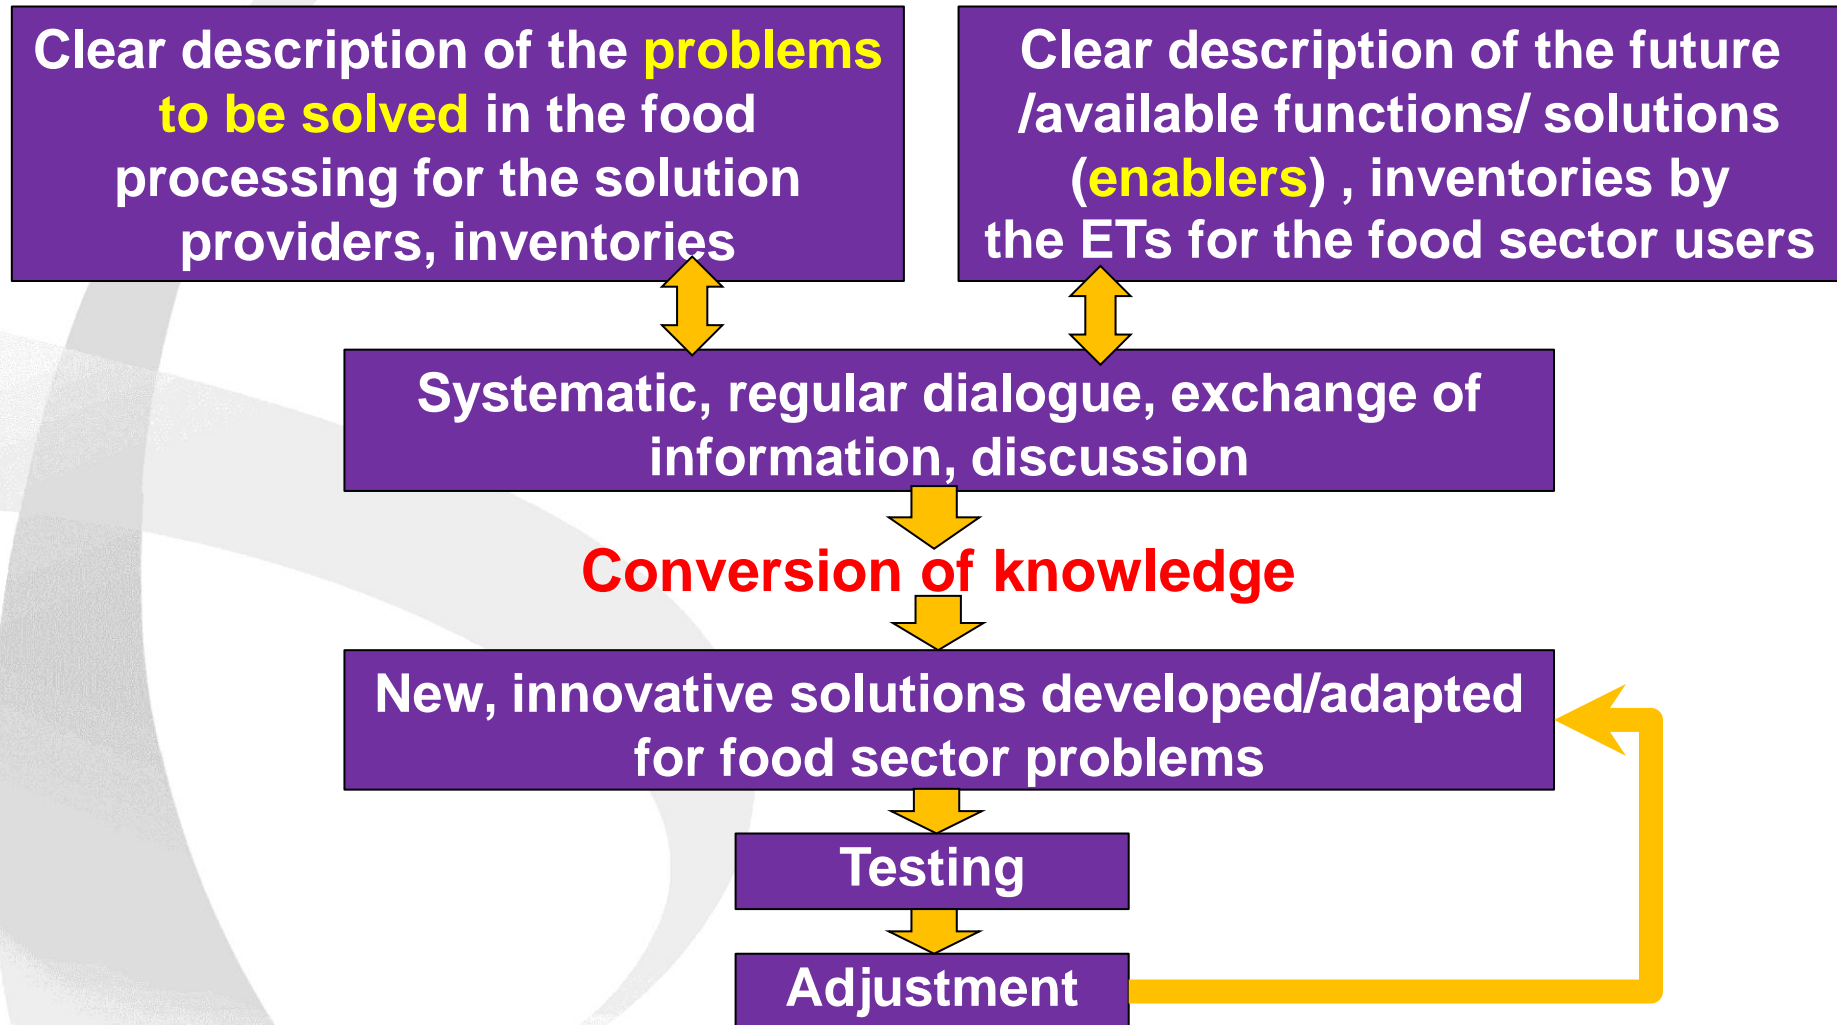 Clear description of the problems
to be solved in the food
processing for the solution
providers, inventories
Clear description of the future
/available functions/ solutions
(enablers) , inventories by
the ETs for the food sector users
Systematic, regular dialogue, exchange of
information, discussion
Conversion of knowledge
New, innovative solutions developed/adapted
for food sector problems
Testing
Adjustment